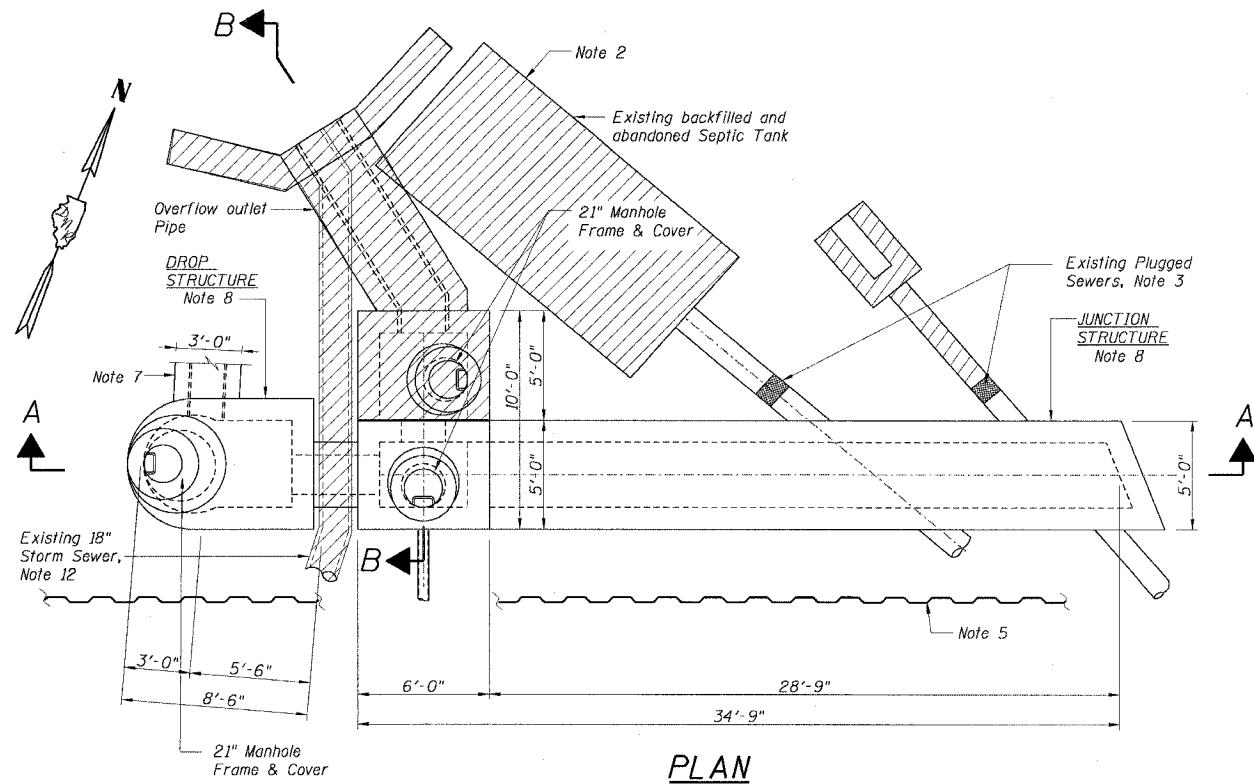 B
Note 2
N
Existing backfilled and
abandoned Septic Tank
Overflow outlet
Pipe
21" Manhole
Frame & Cover
DROP
STRUCTURE
Note 8
Existing Plugged
Sewers, Note 3
JUNCTION
STRUCTURE
Note 8
3'-0"
Note 7
10'-0"
5'-0"
5'-0"
5'-0"
A
A
Existing 18"
Storm Sewer,
Note 12
B
Note 5
3'-0"
5'-6"
8'-6"
6'-0"
28'-9"
34'-9"
21" Manhole
Frame & Cover
PLAN